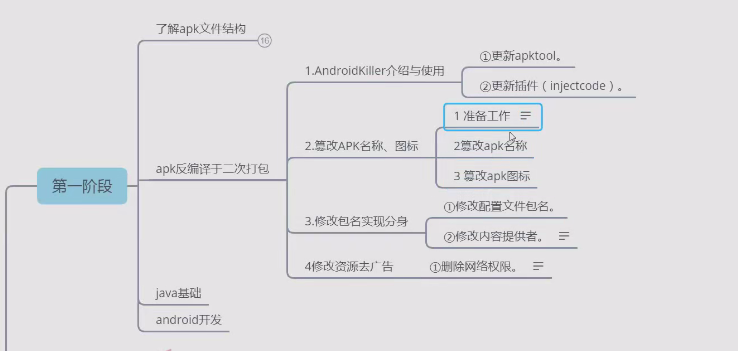 了解apk文件结构
16
①更新apktool。
1.AndroidKiller介绍与使用
②更新插件（injectcode）。
1 准备工作
2.篡改APK名称、图标
2篡改apk名称
3 篡改apk图标
第一阶段
apk反编译于二次打包
①修改配置文件包名。
3.修改包名实现分身
②修改内容提供者。
4修改资源去广告
①删除网络权限。
java基础
android开发